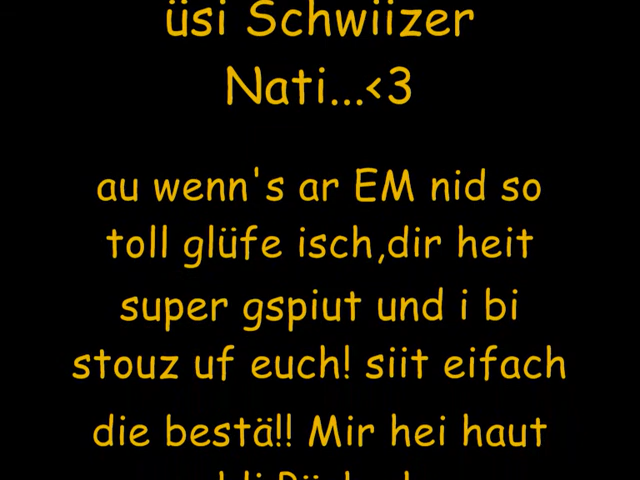 üsi Schwiizer
Nati...<3
au wenn's ar EM nid so
toll glüfe isch,dir heit
super gspiut und i bi
stouz uf euch! siit eifach
die bestä!! Mir hei haut